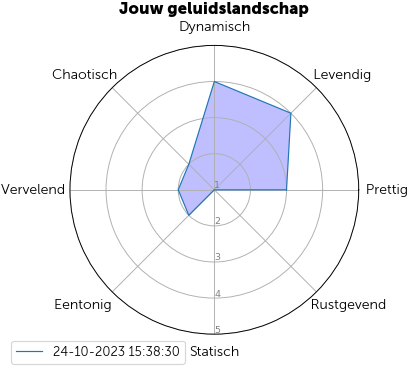 Jouw geluidslandschap
Dynamisch
Chaotisch
Levendig
Vervelend
1
Prettig
2
3
4
Eentonig
Rustgevend
5
24-10-2023 15:38:30
Statisch